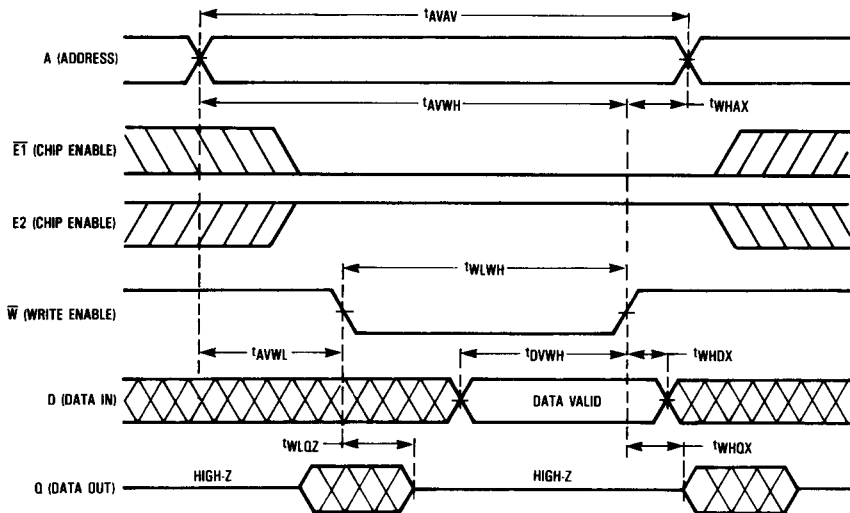 tAVAV
A (ADDRESS)
tAVWH
tWHAX
E1 (CHIP ENABLE)
E2 (CHIP ENABLE)
tWLWH
W (WRITE ENABLE)
tAVWL
tDVWH
tWHDX
D (DATA IN)
DATA VALID
tWLQZ
tWHQX
Q (DATA OUT)
HIGH-Z
HIGH-Z